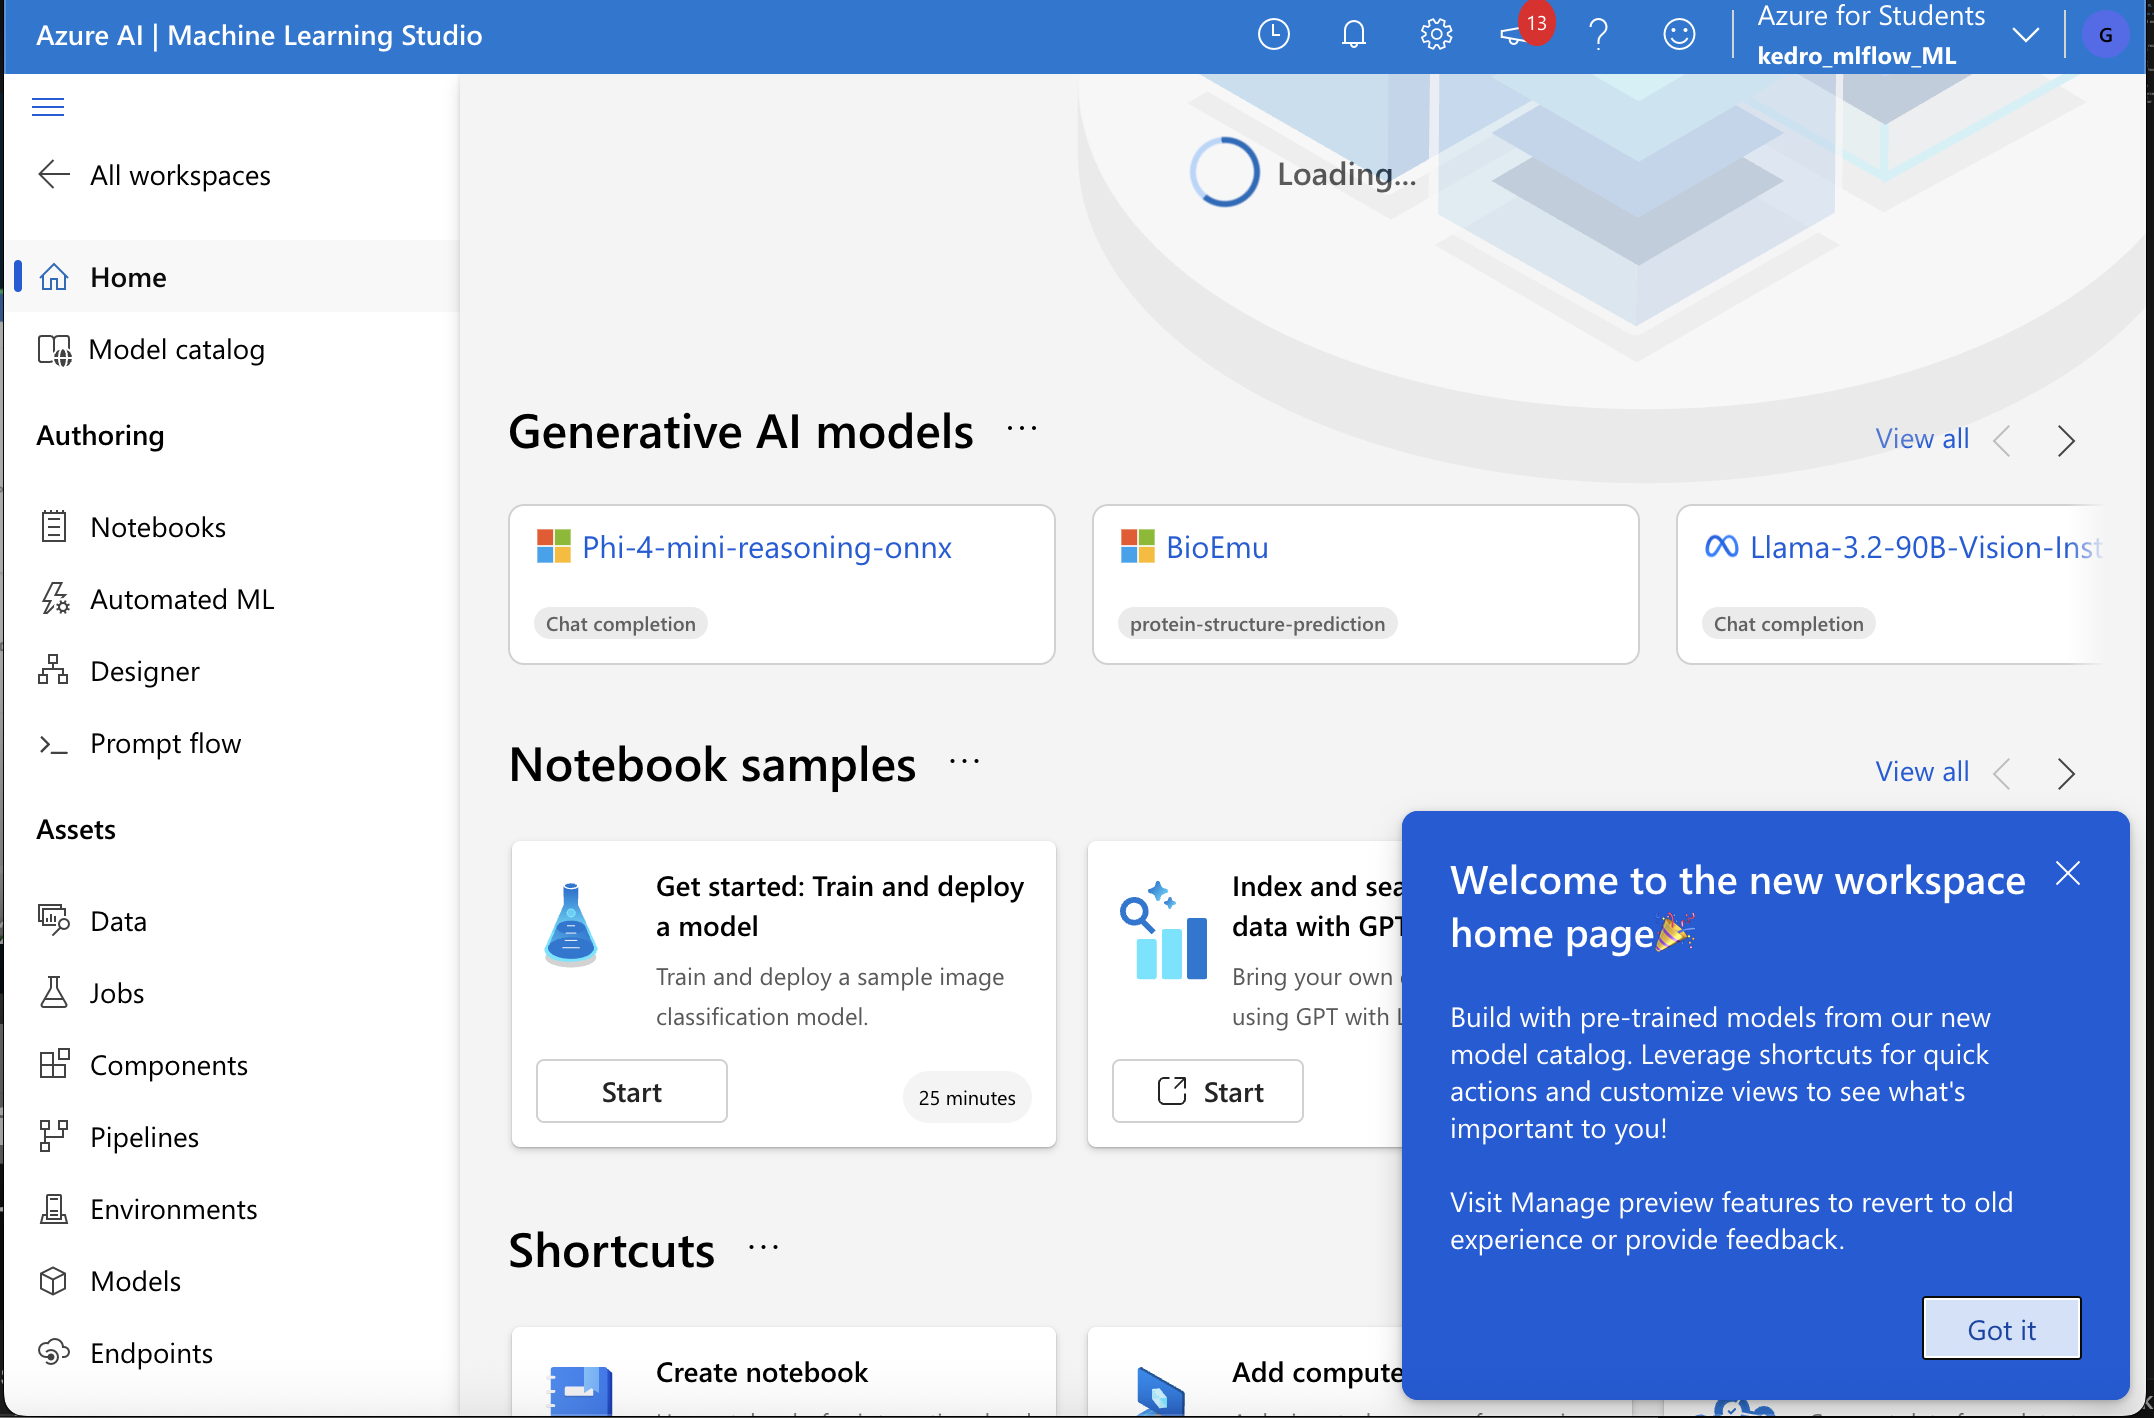 Azure AI | Machine Learning Studio
13
Azure for Students
kedro_mlflow_ML
G
All workspaces
Home
Model catalog
Authoring
Notebooks
Automated ML
Designer
Prompt flow
Assets
Data
Jobs
Components
Pipelines
Environments
Models
Endpoints
Loading...
Generative AI models ...
View all
Phi-4-mini-reasoning-onnx
Chat completion
BioEmu
protein-structure-prediction
Llama-3.2-90B-Vision-Inst
Chat completion
Notebook samples ...
View all
Get started: Train and deploy
a model
Train and deploy a sample image
classification model.
Start
25 minutes
Index and sea
data with GPT
Bring your own
using GPT with L
Start
Shortcuts ...
Create notebook
Add compute
Welcome to the new workspace
home page🎉
Build with pre-trained models from our new
model catalog. Leverage shortcuts for quick
actions and customize views to see what's
important to you!
Visit Manage preview features to revert to old
experience or provide feedback.
Got it